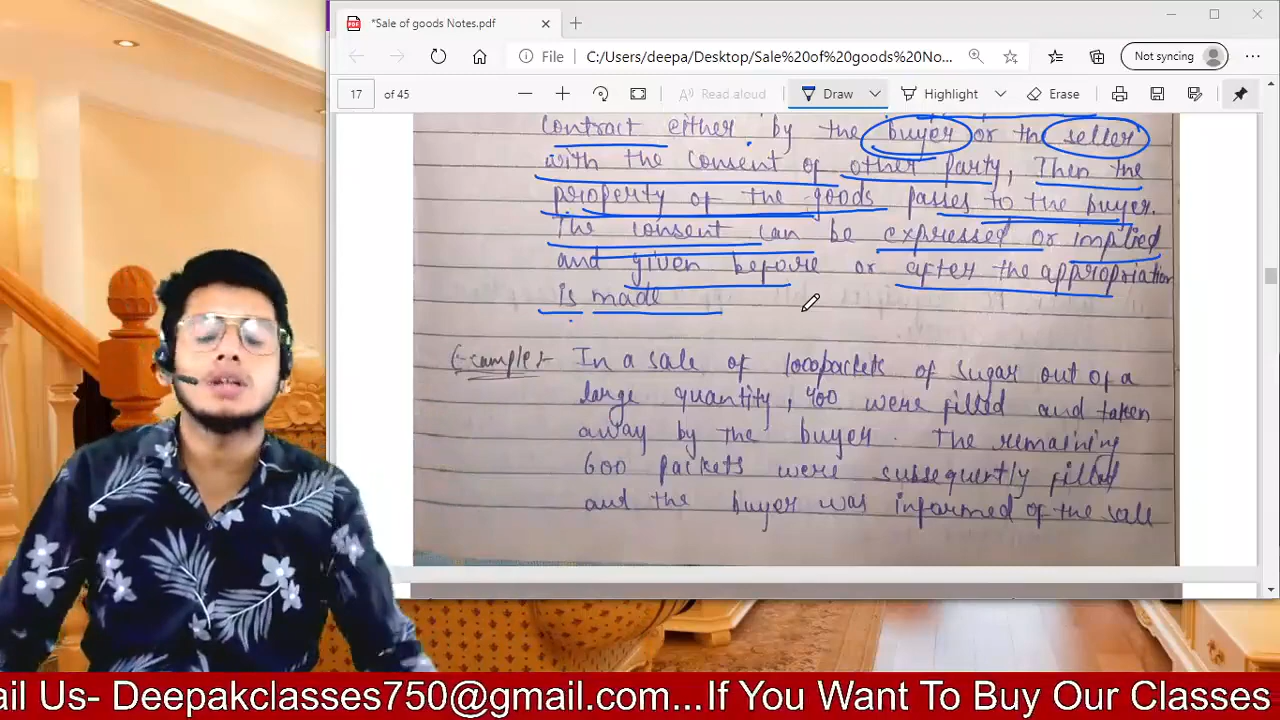 *Sale of goods Notes.pdf
File C:/Users/deepa/Desktop/Sale%20of%20goods%20No... Not syncing
17 of 45 Read aloud Draw Highlight Erase
Contract either by the buyer or the seller
with the consent of other party, Then the
property of the goods passes to the buyer.
The consent can be expressed or implied
and given before or after the appropriation
is made
Example:- In a sale of 1000packets of sugar out of a
large quantity, 400 were filled and taken
away by the buyer. The remaining
600 packets were subsequently filled
and the buyer was informed of the sale
ail Us- Deepakclasses750@gmail.com...If You Want To Buy Our Classes